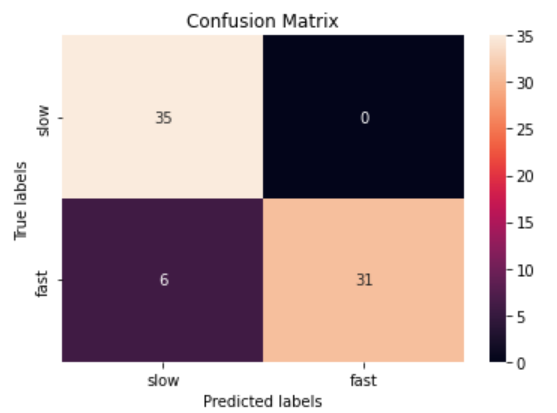 Confusion Matrix
35
0
6
31
slow
fast
True labels
slow
fast
Predicted labels
35
30
25
20
15
10
5
0